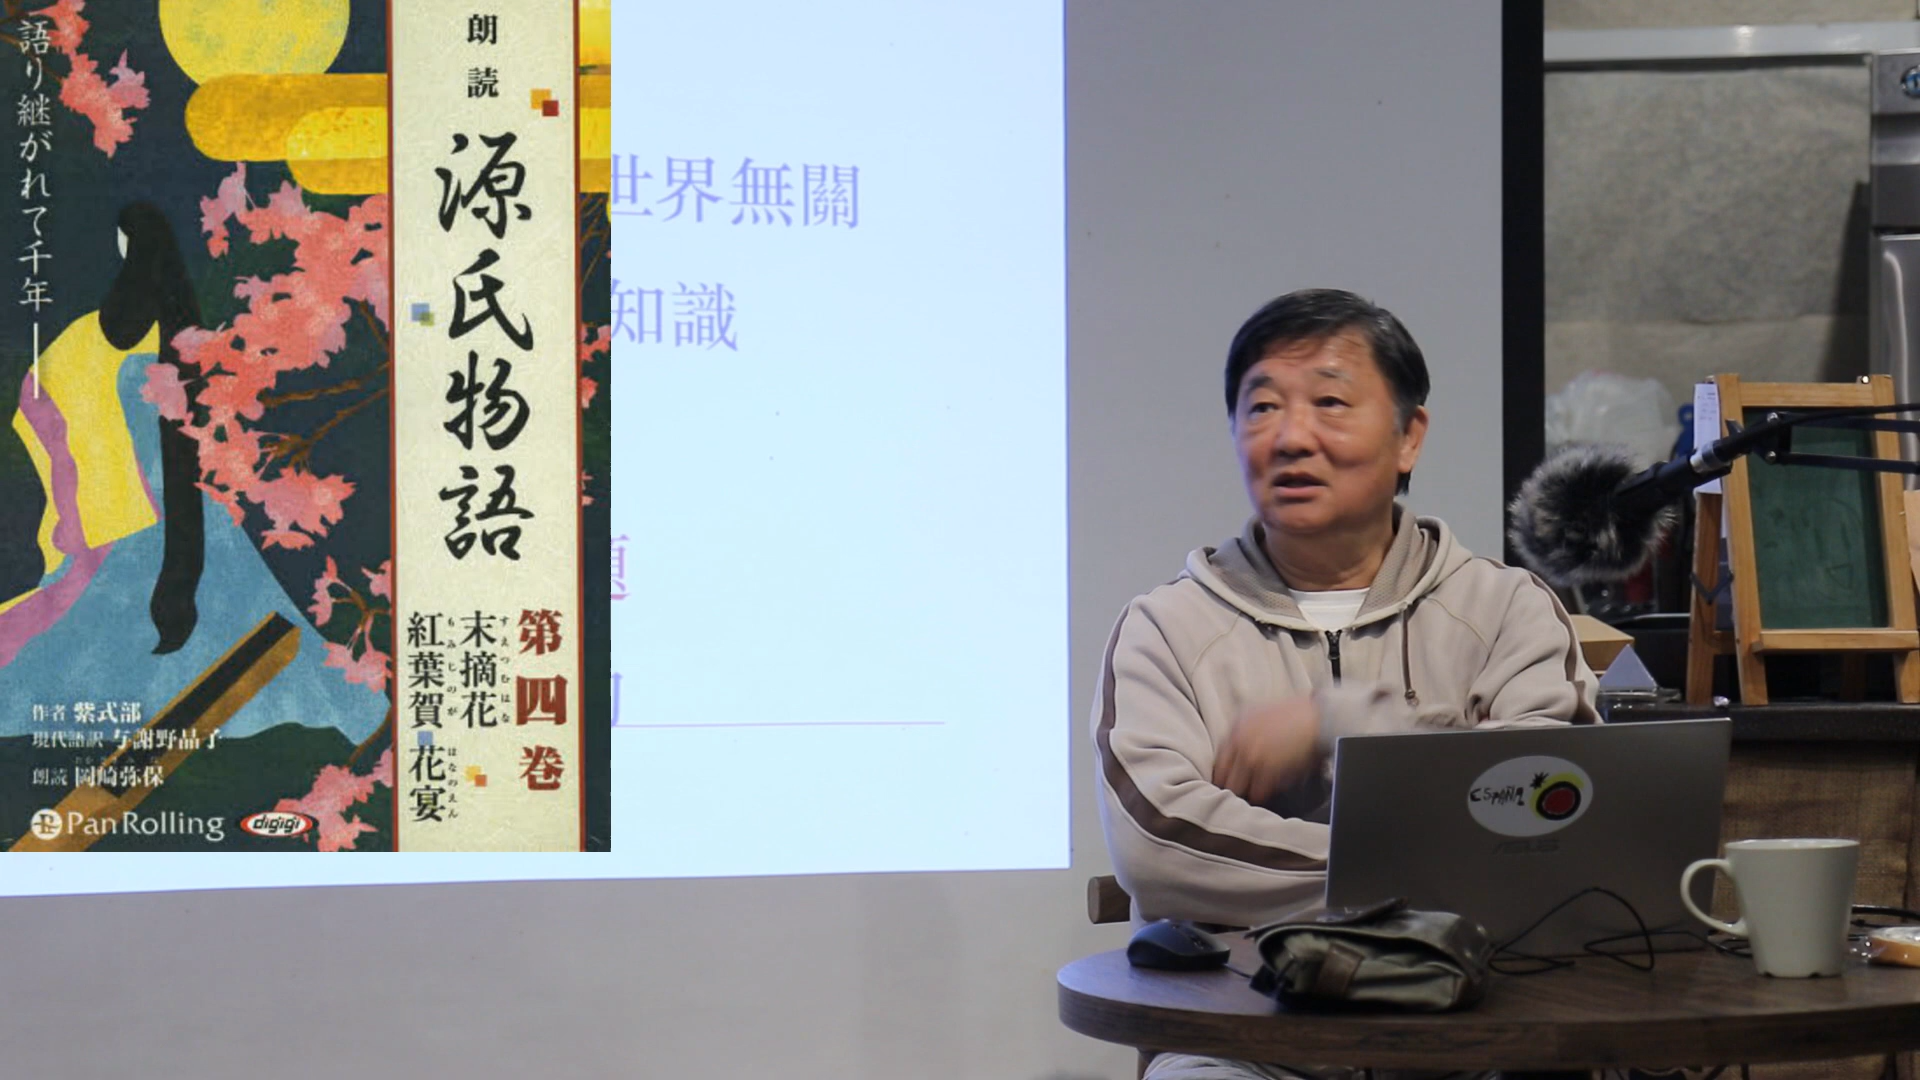 語り継がれて千年
朗読
源氏物語
第四巻
末摘花
すえつむはな
紅葉賀
もみじのが
花宴
はなのえん
作者 紫式部
現代語訳 与謝野晶子
朗読 岡崎弥保
PanRolling
digigi
世界無關
知識
ESPAÑA
ASUS